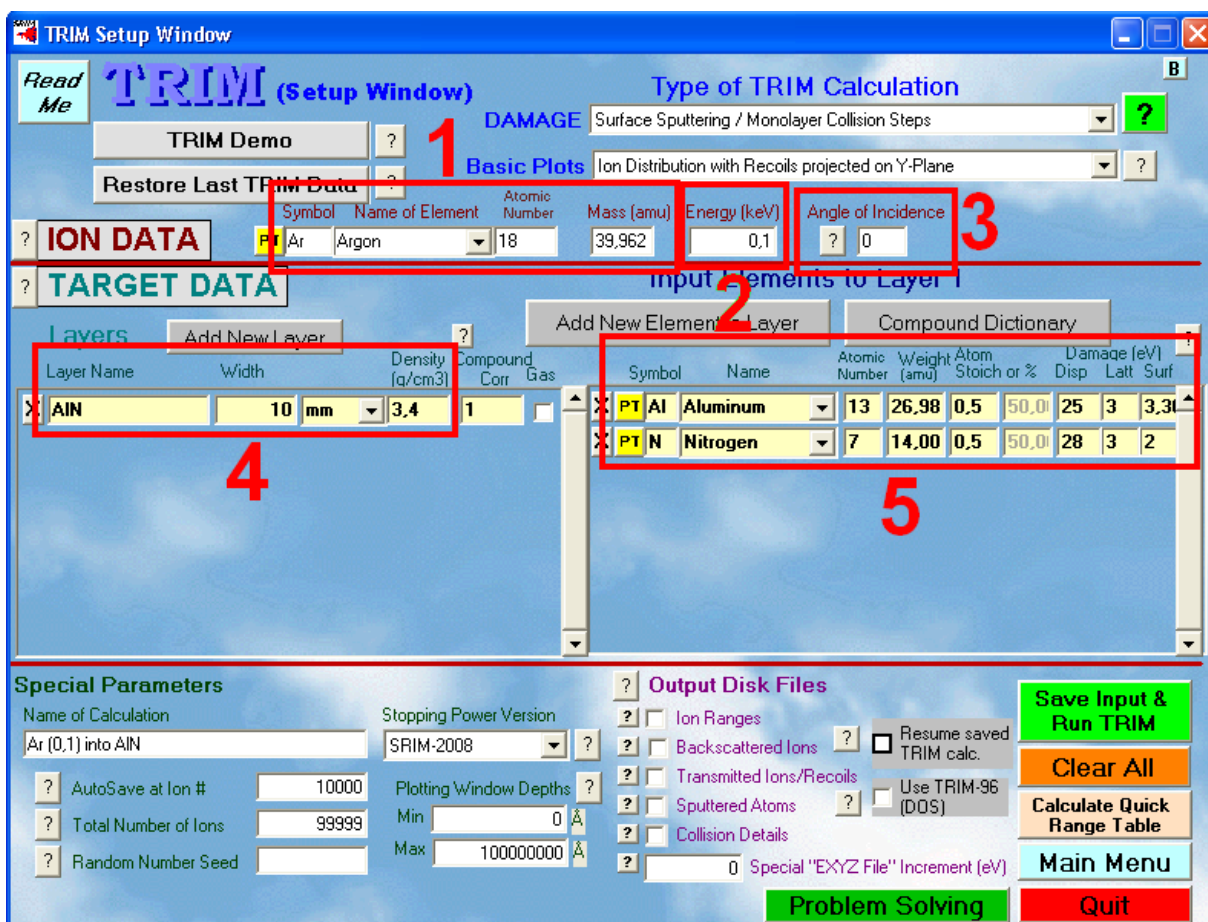 TRIM Setup Window
Read Me
TRIM (Setup Window)
B
Type of TRIM Calculation
TRIM Demo ?
1
DAMAGE Surface Sputtering / Monolayer Collision Steps ?
Restore Last TRIM Data ?
Basic Plots Ion Distribution with Recoils projected on Y-Plane ?
Symbol Name of Element Atomic Number Mass (amu) Energy (keV) Angle of Incidence
3
? ION DATA PT Ar Argon 18 39,962 0,1 ? 0
? TARGET DATA
Input Elements to Layer 1
2
Layers Add New Layer ?
Add New Element to Layer Compound Dictionary ?
Layer Name Width Density (g/cm3) Compound Corr Gas
X AlN 10 mm 3,4 1
4
Symbol Name Atomic Number Weight (amu) Atom Stoich or % Damage (eV) Disp Latt Surf
X PT Al Aluminum 13 26,98 0,5 50,0 25 3 3,36
X PT N Nitrogen 7 14,00 0,5 50,0 28 3 2
5
Special Parameters
Name of Calculation
Ar (0,1) into AlN
Stopping Power Version
SRIM-2008 ?
? AutoSave at Ion # 10000
? Total Number of Ions 99999
? Random Number Seed
Plotting Window Depths ?
Min 0 Å
Max 100000000 Å
? Output Disk Files
? Ion Ranges
? Backscattered Ions
? Transmitted Ions/Recoils
? Sputtered Atoms
? Collision Details
? 0 Special "EXYZ File" Increment (eV)
? Resume saved TRIM calc.
? Use TRIM-96 (DOS)
Save Input & Run TRIM
Clear All
Calculate Quick Range Table
Main Menu
Problem Solving
Quit